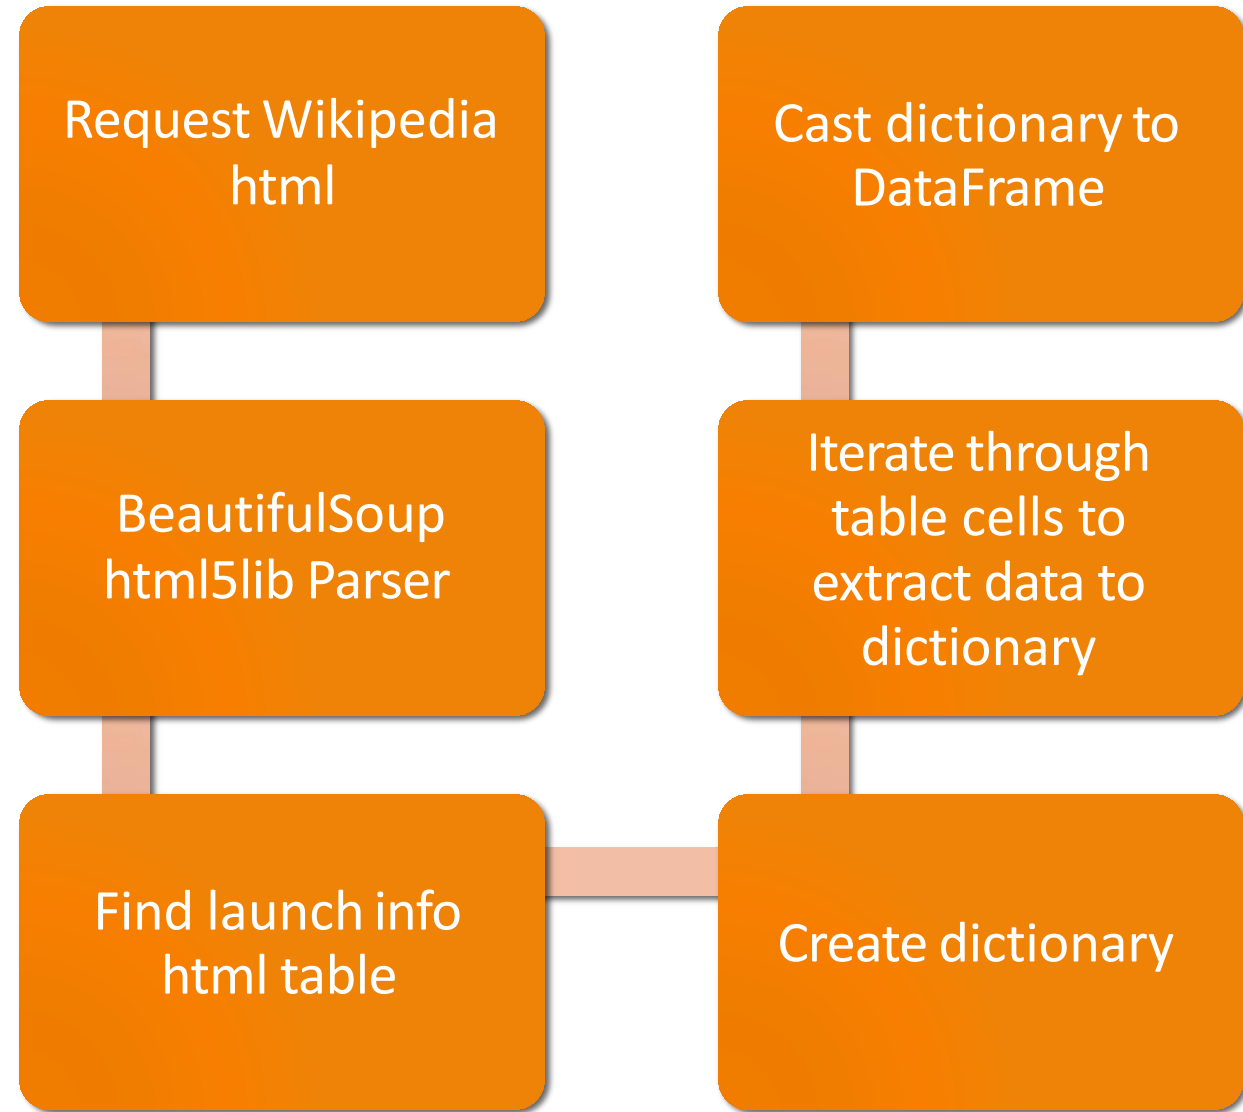 Request Wikipedia
html
BeautifulSoup
html5lib Parser
Find launch info
html table
Create dictionary
Iterate through
table cells to
extract data to
dictionary
Cast dictionary to
DataFrame